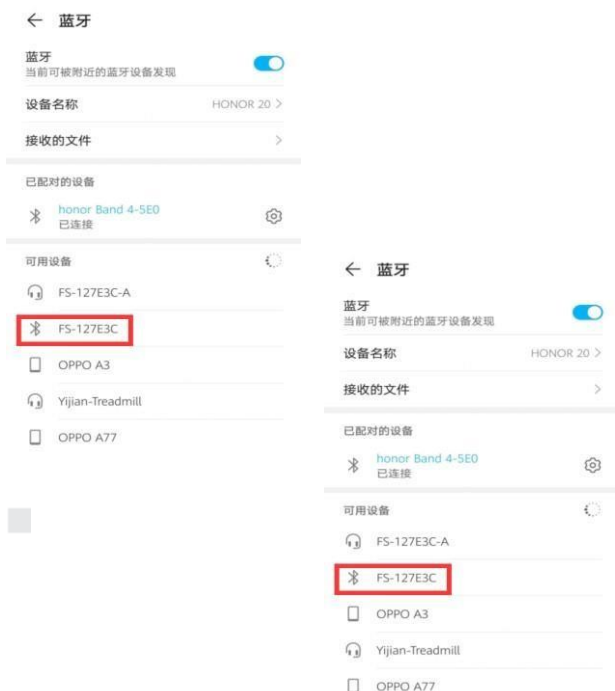 蓝牙
蓝牙
当前可被附近的蓝牙设备发现
设备名称 HONOR 20
接收的文件
已配对的设备
honor Band 4-5E0
已连接
可用设备
FS-127E3C-A
FS-127E3C
OPPO A3
Yijian-Treadmill
OPPO A77
蓝牙
蓝牙
当前可被附近的蓝牙设备发现
设备名称 HONOR 20
接收的文件
已配对的设备
honor Band 4-5E0
已连接
可用设备
FS-127E3C-A
FS-127E3C
OPPO A3
Yijian-Treadmill
OPPO A77